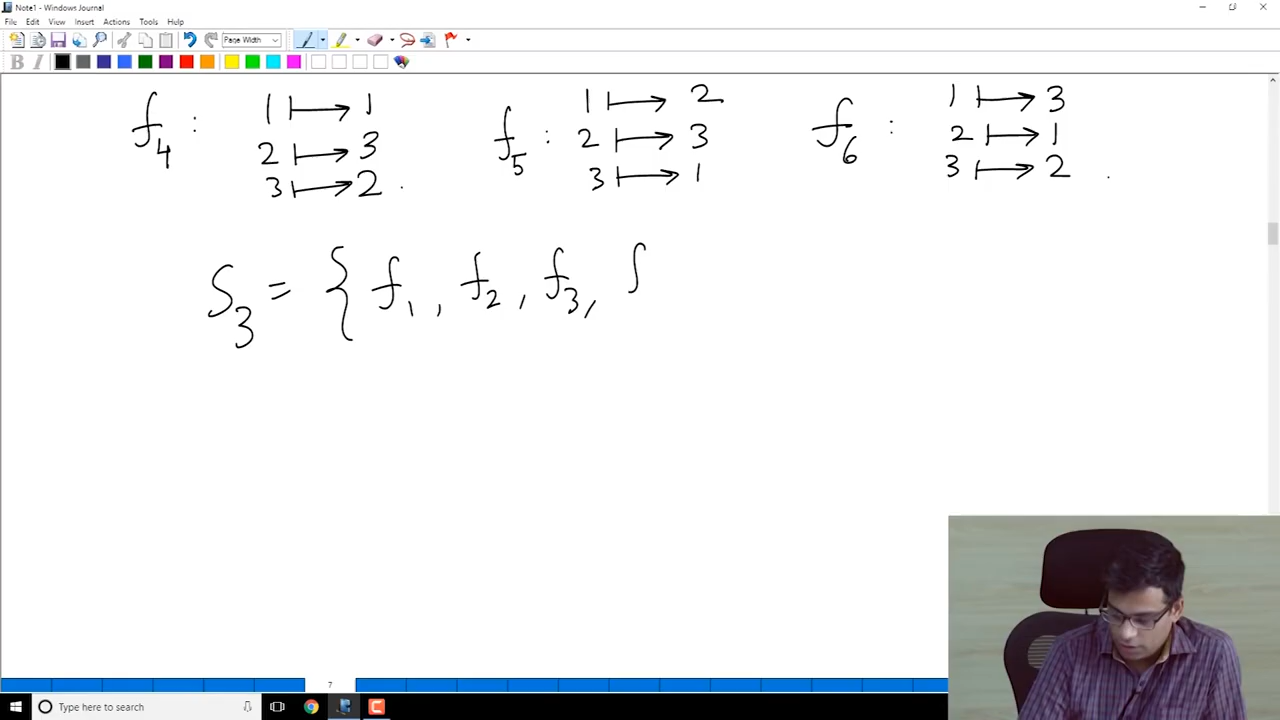 Note1 - Windows Journal
File Edit View Insert Actions Tools Help
Page Width
B I
f₄ : 1 ↦ 1 f₅ : 1 ↦ 2 f₆ : 1 ↦ 3
2 ↦ 3 2 ↦ 3 2 ↦ 1
3 ↦ 2 . 3 ↦ 1 3 ↦ 2 .
S₃ = { f₁ , f₂ , f₃ , f
7
Type here to search